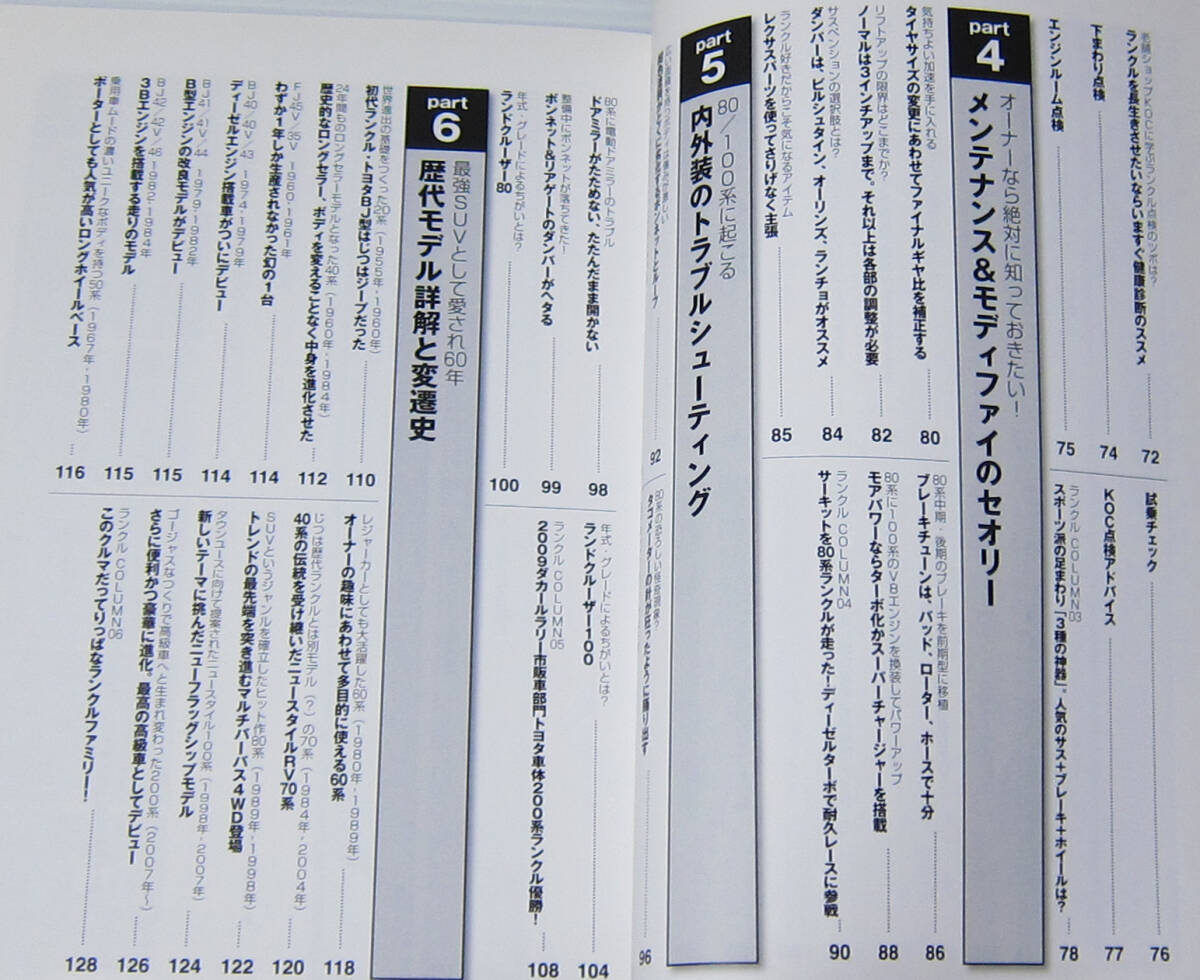 老舗ショップKOCに学ぶランクル点検のツボは?
ランクルを長生きさせたいならいますぐ健康診断のススメ
72
下まわり点検
74
エンジンルーム点検
75
試乗チェック
76
KOC点検アドバイス
77
ランクル COLUMN03
スポーツ派の足まわり「3種の神器」。人気のサス+ブレーキ+ホイールは?
78
part 4
オーナーなら絶対に知っておきたい!
メンテナンス&モディファイのセオリー
気持ちよい加速を手に入れる
タイヤサイズの変更にあわせてファイナルギヤ比を補正する
80
リフトアップの限界はどこまでか?
ノーマルは3インチアップまで。それ以上は各部の調整が必要
82
サスペンションの選択肢とは?
ダンパーは、ビルシュタイン、オーリンズ、ランチョがオススメ
84
ランクル好きだからこそ気になるアイテム
レクサスパーツを使ってさりげなく主張
85
80系中期・後期のブレーキを前期型に移植
ブレーキチューンは、パッド、ローター、ホースで十分
86
80系に100系のV8エンジンを換装してパワーアップ
モアパワーならターボ化かスーパーチャージャーを搭載
88
ランクル COLUMN04
サーキットを80系ランクルが走った!ディーゼルターボで耐久レースに参戦
90
part 5
80/100系に起こる
内外装のトラブルシューティング
92
タコメーターの針が狂ったように踊り出す
96
80系に電動ドアミラーのトラブル
ドアミラーがたためない、たたんだまま開かない
98
整備中にボンネットが落ちてきた!
ボンネット&リアゲートのダンパーがヘタる
99
年式・グレードによるちがいとは?
ランドクルーザー80
100
年式・グレードによるちがいとは?
ランドクルーザー100
104
ランクル COLUMN05
2009ダカールラリー市販車部門トヨタ車体200系ランクル優勝!
108
part 6
最強SUVとして愛され60年
歴代モデル詳解と変遷史
世界進出の基礎をつくった20系(1955年-1960年)
初代ランクル・トヨタBJ型はじつはジープだった
110
24年間ものロングセラーモデルとなった40系(1960年-1984年)
歴史的なロングセラー、ボディを変えることなく中身を進化させた
112
FJ45V/35V 1960-1961年
わずか1年しか生産されなかった幻の1台
114
BJ40/40V/43 1974-1979年
ディーゼルエンジン搭載車がついにデビュー
114
BJ41/41V/44 1979-1982年
B型エンジンの改良モデルがデビュー
115
BJ42/42V/46 1982-1984年
3Bエンジンを搭載する走りのモデル
115
乗用車ムードの濃いユニークなボディを持つ50系(1967年-1980年)
ポーターとしても人気が高いロングホイールベース
116
レジャーカーとしても大活躍した60系(1980年-1989年)
オーナーの趣味にあわせて多目的に使える60系
118
じつは歴代ランクルとは別モデル(?)の70系(1984年-2004年)
40系の伝統を受け継いだニュースタイルRV70系
120
SUVというジャンルを確立したヒット作80系(1989年-1998年)
トレンドの最先端を突き進むマルチパーパス4WD登場
122
タウンユースに向けて提案されたニュースタイル100系(1998年-2007年)
新しいテーマに挑んだニューフラッグシップモデル
124
ゴージャスなつくりで高級車へと生まれ変わった200系(2007年〜)
さらに便利かつ豪華に進化。最高の高級車としてデビュー
126
ランクル COLUMN06
このクルマだってりっぱなランクルファミリー!
128